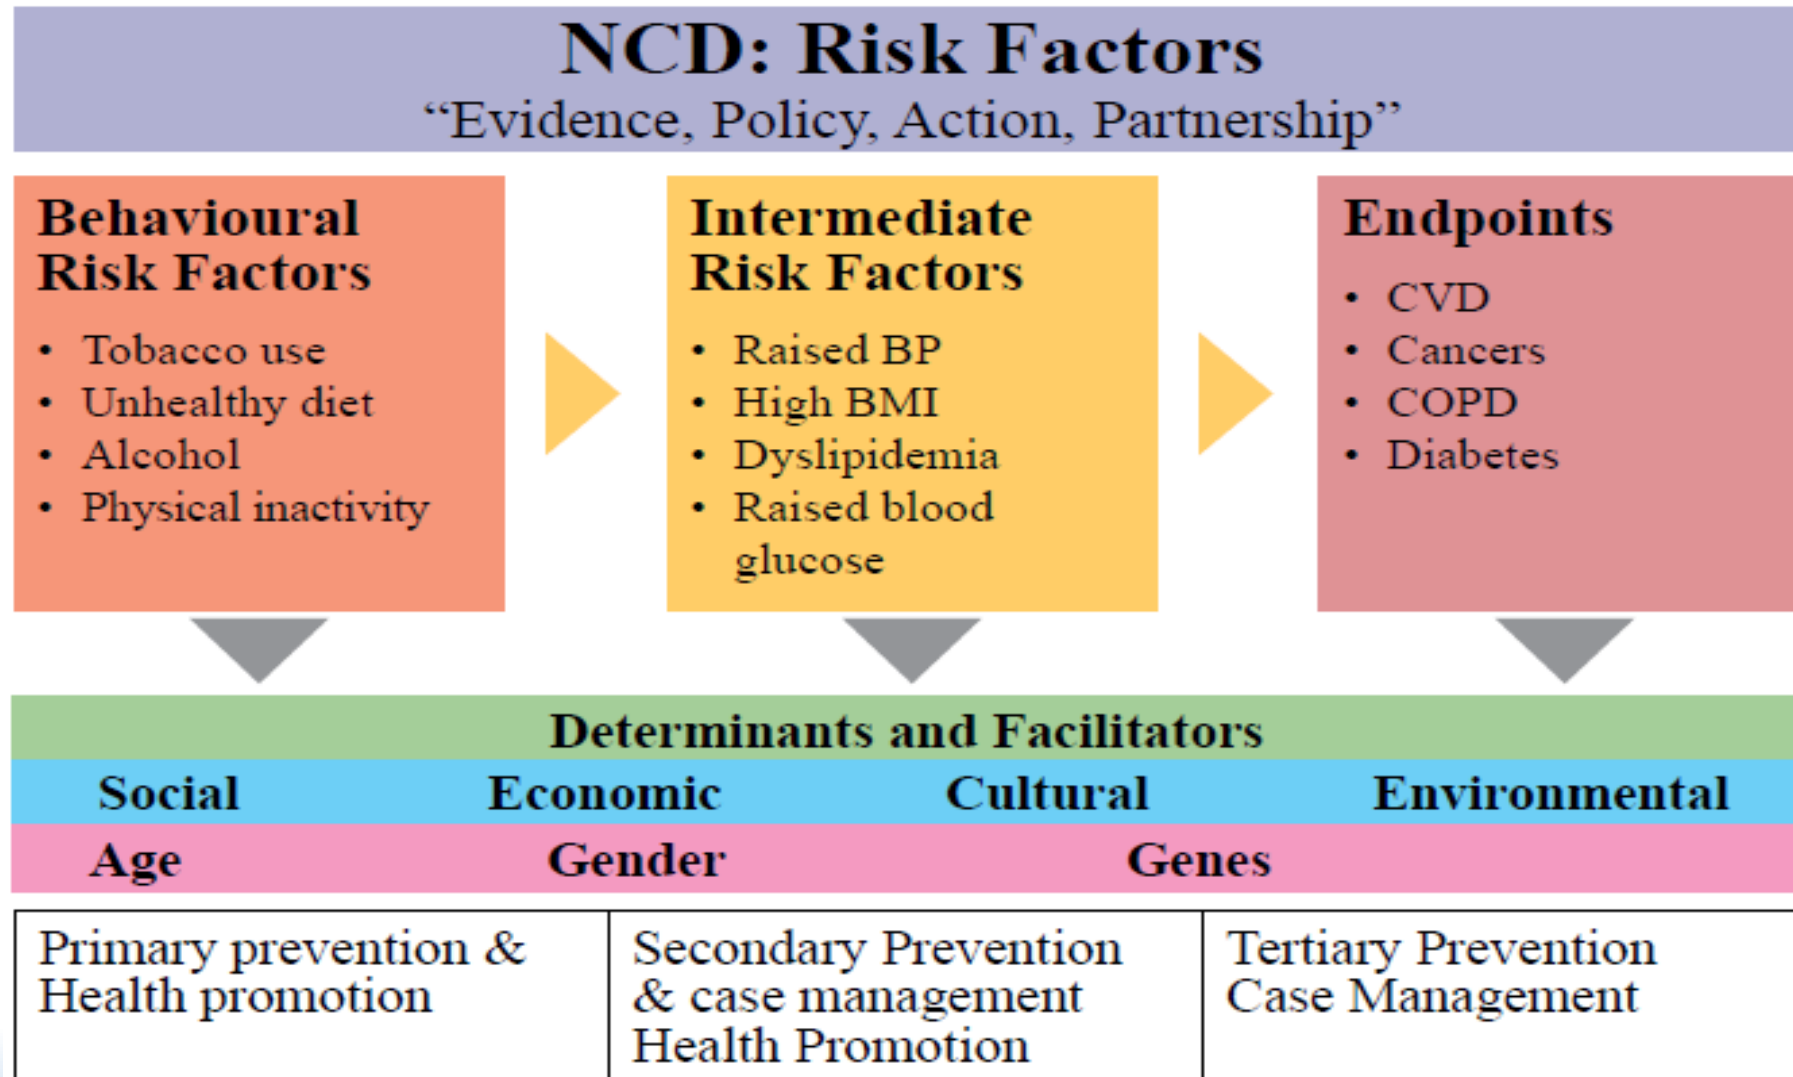 NCD: Risk Factors
“Evidence, Policy, Action, Partnership”
Behavioural
Risk Factors
• Tobacco use
• Unhealthy diet
• Alcohol
• Physical inactivity
Intermediate
Risk Factors
• Raised BP
• High BMI
• Dyslipidemia
• Raised blood
glucose
Endpoints
• CVD
• Cancers
• COPD
• Diabetes
Determinants and Facilitators
Social Economic Cultural Environmental
Age Gender Genes
Primary prevention &
Health promotion
Secondary Prevention
& case management
Health Promotion
Tertiary Prevention
Case Management